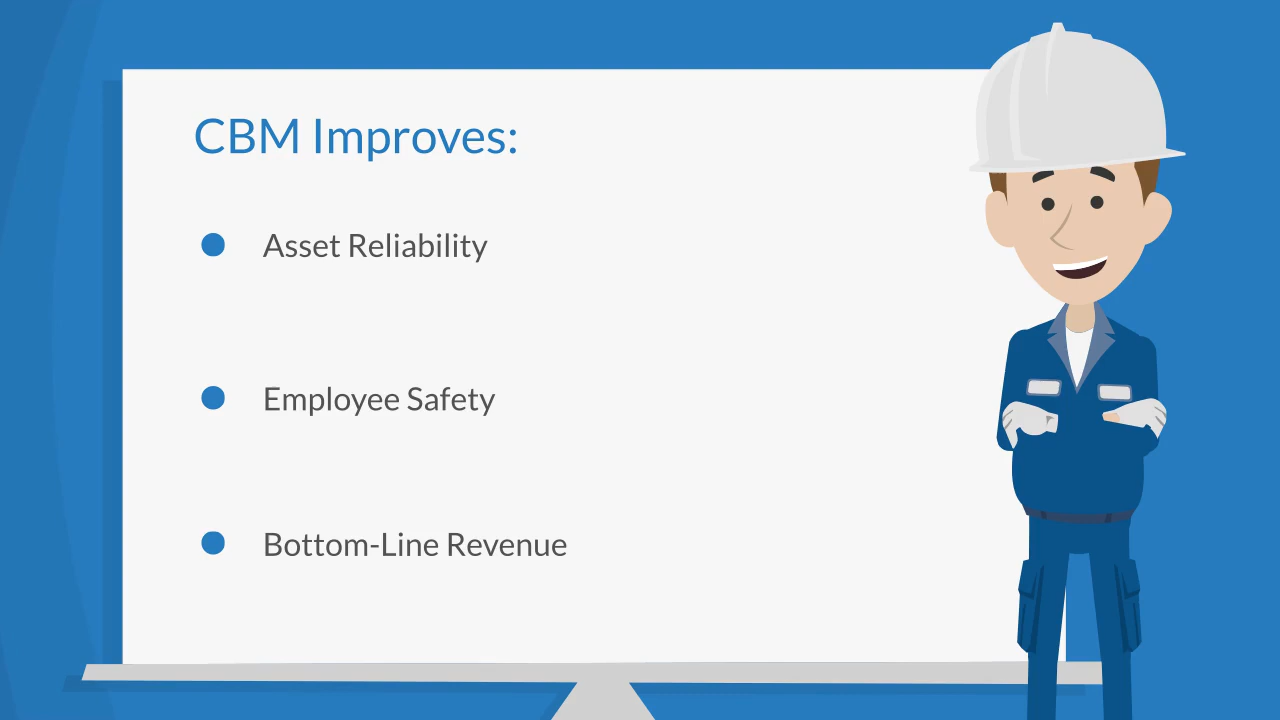 CBM Improves:
Asset Reliability
Employee Safety
Bottom-Line Revenue